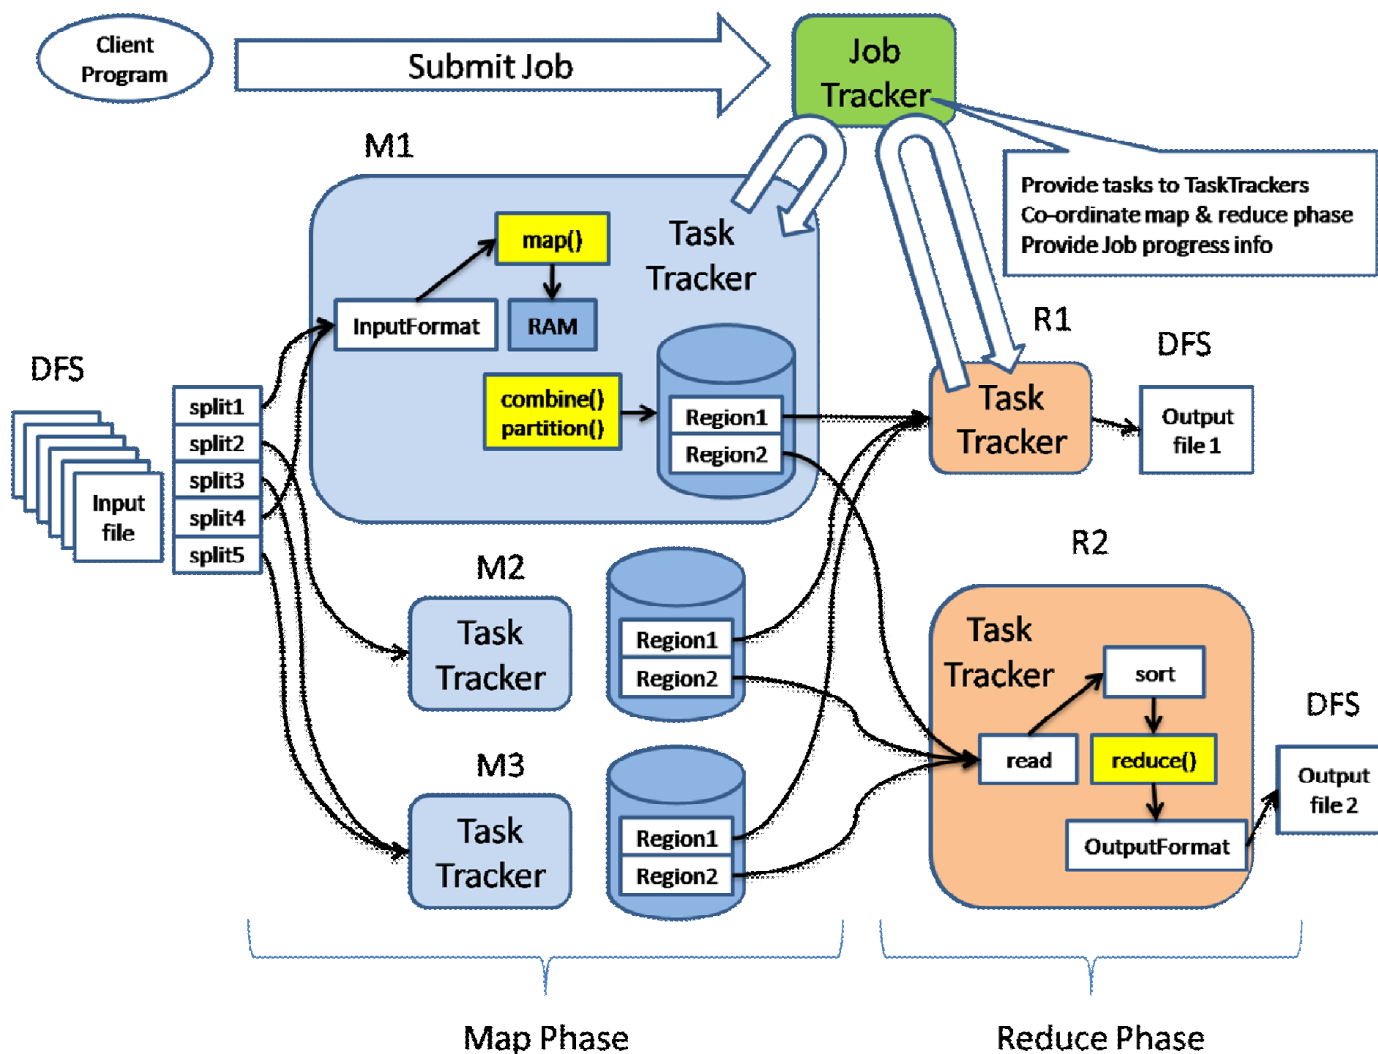 Client
Program
Submit Job
Job
Tracker
Provide tasks to TaskTrackers
Co-ordinate map & reduce phase
Provide Job progress info
M1
Task
Tracker
map()
InputFormat
RAM
combine()
partition()
Region1
Region2
DFS
Input
file
split1
split2
split3
split4
split5
M2
Task
Tracker
Region1
Region2
M3
Task
Tracker
Region1
Region2
R1
Task
Tracker
DFS
Output
file 1
R2
Task
Tracker
sort
read
reduce()
OutputFormat
DFS
Output
file 2
Map Phase
Reduce Phase